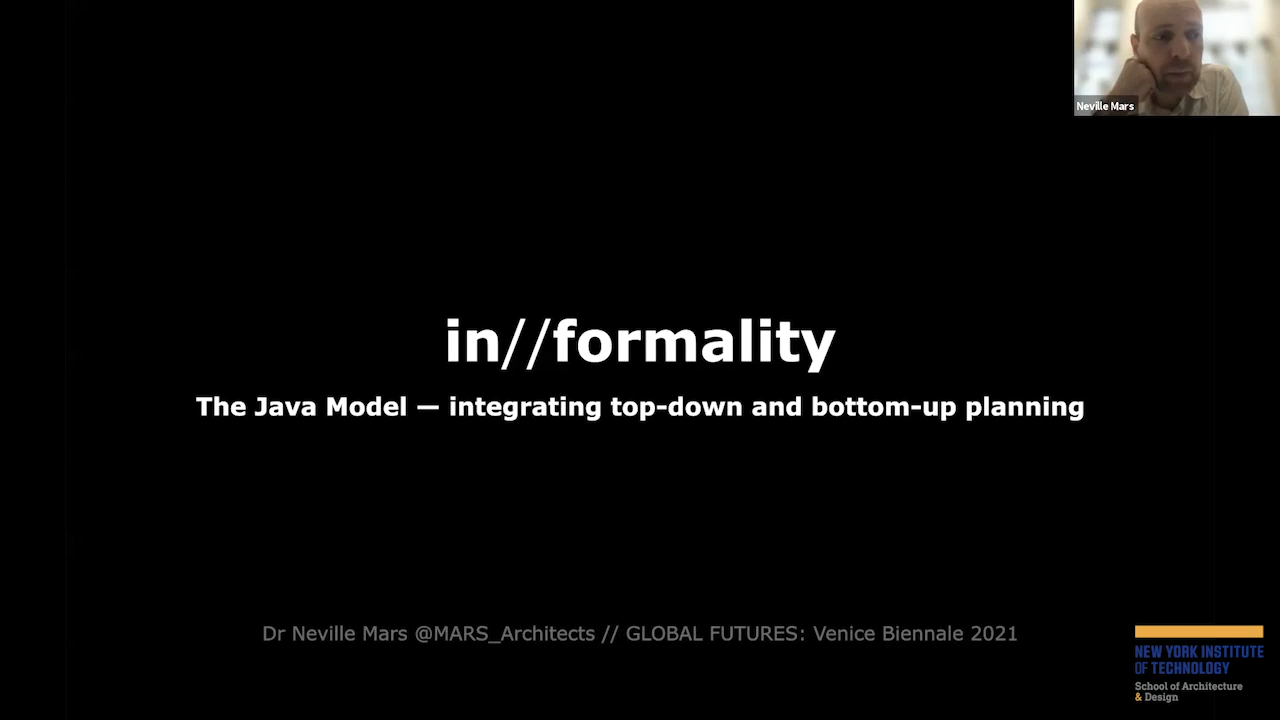 Neville Mars
in//formality
The Java Model — integrating top-down and bottom-up planning
Dr Neville Mars @MARS_Architects // GLOBAL FUTURES: Venice Biennale 2021
NEW YORK INSTITUTE
OF TECHNOLOGY
School of Architecture
& Design